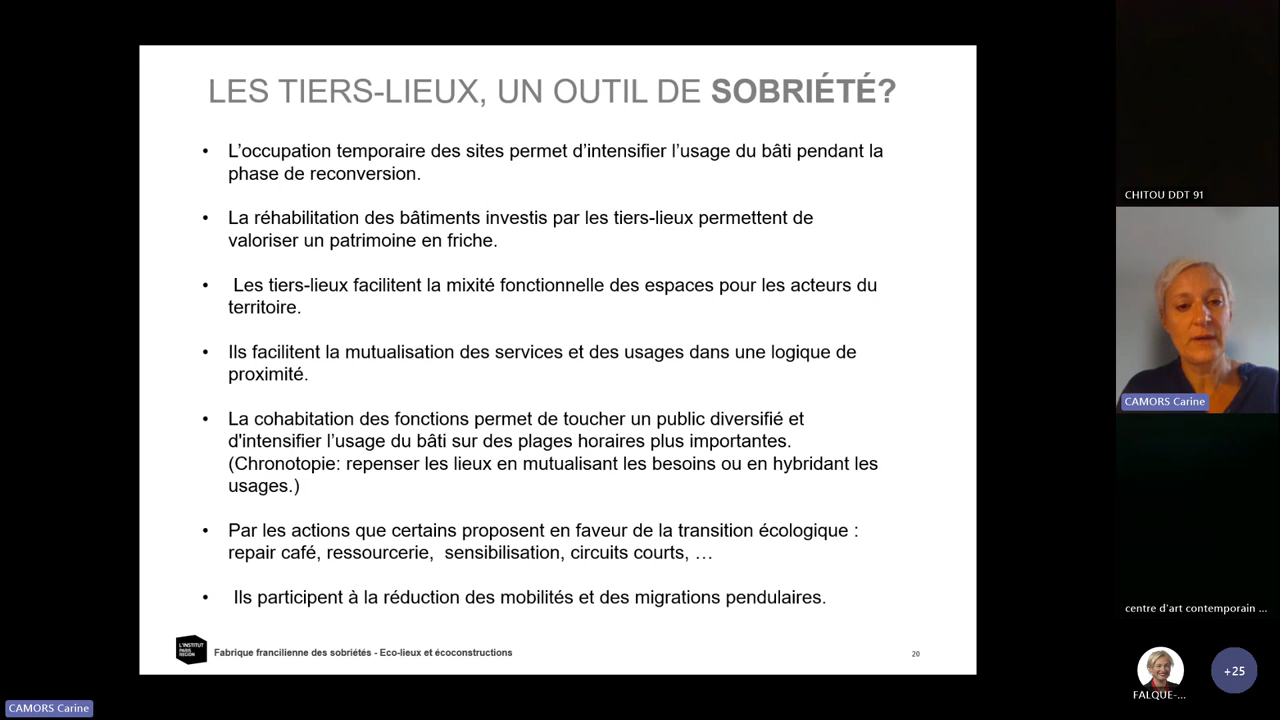 LES TIERS-LIEUX, UN OUTIL DE SOBRIÉTÉ?
• L’occupation temporaire des sites permet d’intensifier l’usage du bâti pendant la
phase de reconversion.
• La réhabilitation des bâtiments investis par les tiers-lieux permettent de
valoriser un patrimoine en friche.
• Les tiers-lieux facilitent la mixité fonctionnelle des espaces pour les acteurs du
territoire.
• Ils facilitent la mutualisation des services et des usages dans une logique de
proximité.
• La cohabitation des fonctions permet de toucher un public diversifié et
d'intensifier l’usage du bâti sur des plages horaires plus importantes.
(Chronotopie: repenser les lieux en mutualisant les besoins ou en hybridant les
usages.)
• Par les actions que certains proposent en faveur de la transition écologique :
repair café, ressourcerie, sensibilisation, circuits courts, …
• Ils participent à la réduction des mobilités et des migrations pendulaires.
L'INSTITUT
PARIS
REGION
Fabrique francilienne des sobriétés - Eco-lieux et écoconstructions
20
CHITOU DDT 91
CAMORS Carine
centre d'art contemporain ...
FALQUE-...
+25
CAMORS Carine